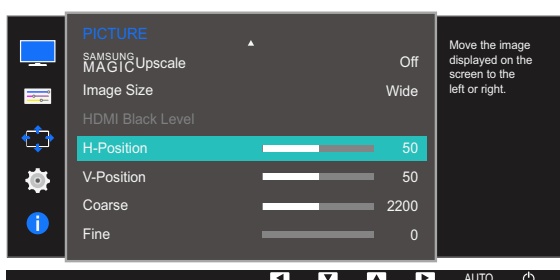 PICTURE
SAMSUNG
MAGIC Upscale Off
Image Size Wide
HDMI Black Level
H-Position 50
V-Position 50
Coarse 2200
Fine 0
Move the image
displayed on the
screen to the
left or right.
AUTO